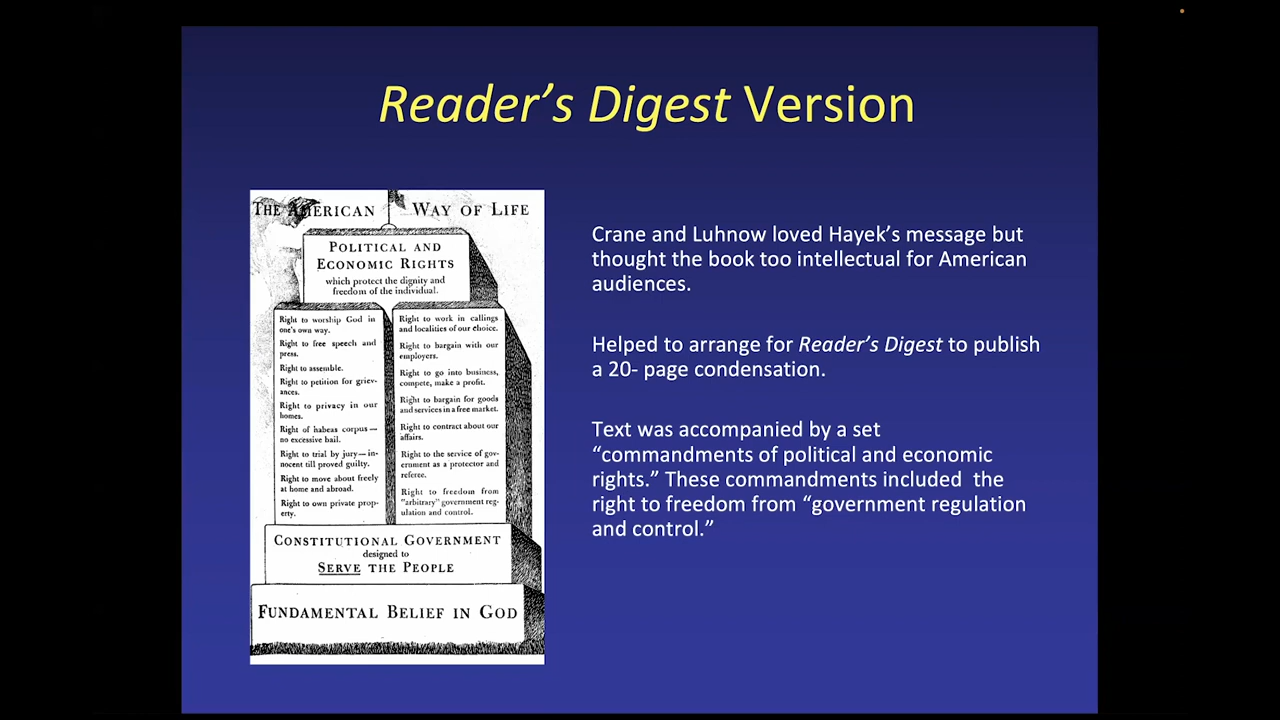 Reader's Digest Version
THE AMERICAN WAY OF LIFE
POLITICAL AND
ECONOMIC RIGHTS
which protect the dignity and
freedom of the individual.
Right to worship God in
one's own way.
Right to free speech and
press.
Right to assemble.
Right to petition for griev-
ances.
Right to privacy in our
homes.
Right of habeas corpus—
no excessive bail.
Right to trial by jury—in-
nocent till proved guilty.
Right to move about freely
at home and abroad.
Right to own private prop-
erty.
Right to work in callings
and localities of our choice.
Right to bargain with our
employers.
Right to go into business,
compete, make a profit.
Right to bargain for goods
and services in a free market.
Right to contract about our
affairs.
Right to the service of gov-
ernment as a protector and
referee.
Right to freedom from
"arbitrary" government reg-
ulation and control.
CONSTITUTIONAL GOVERNMENT
designed to
SERVE THE PEOPLE
FUNDAMENTAL BELIEF IN GOD
Crane and Luhnow loved Hayek's message but
thought the book too intellectual for American
audiences.
Helped to arrange for Reader's Digest to publish
a 20- page condensation.
Text was accompanied by a set
“commandments of political and economic
rights.” These commandments included the
right to freedom from “government regulation
and control.”